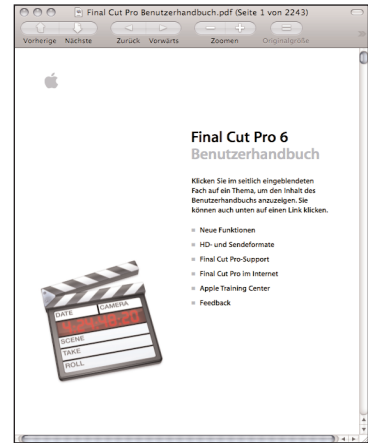 Final Cut Pro Benutzerhandbuch.pdf (Seite 1 von 2243)
Vorherige Nächste Zurück Vorwärts Zoomen Originalgröße
Final Cut Pro 6
Benutzerhandbuch
Klicken Sie im seitlich eingeblendeten
Fach auf ein Thema, um den Inhalt des
Benutzerhandbuchs anzuzeigen. Sie
können auch unten auf einen Link klicken.
Neue Funktionen
HD- und Sendeformate
Final Cut Pro-Support
Final Cut Pro im Internet
Apple Training Center
Feedback
DATE CAMERA
SCENE
TAKE
ROLL